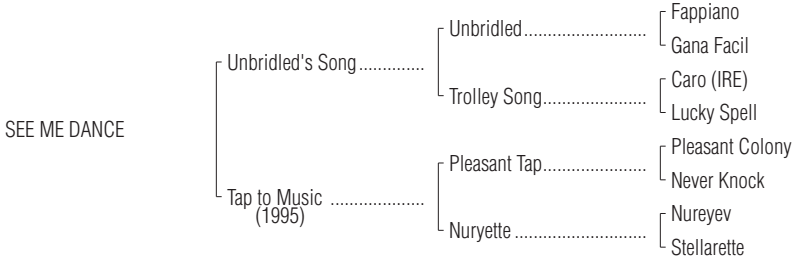 Fappiano
Unbridled..........................
Gana Facil
Unbridled's Song..............
Caro (IRE)
Trolley Song......................
Lucky Spell
SEE ME DANCE
Pleasant Colony
Pleasant Tap......................
Never Knock
Tap to Music ....................
(1995)
Nureyev
Nuryette ............................
Stellarette